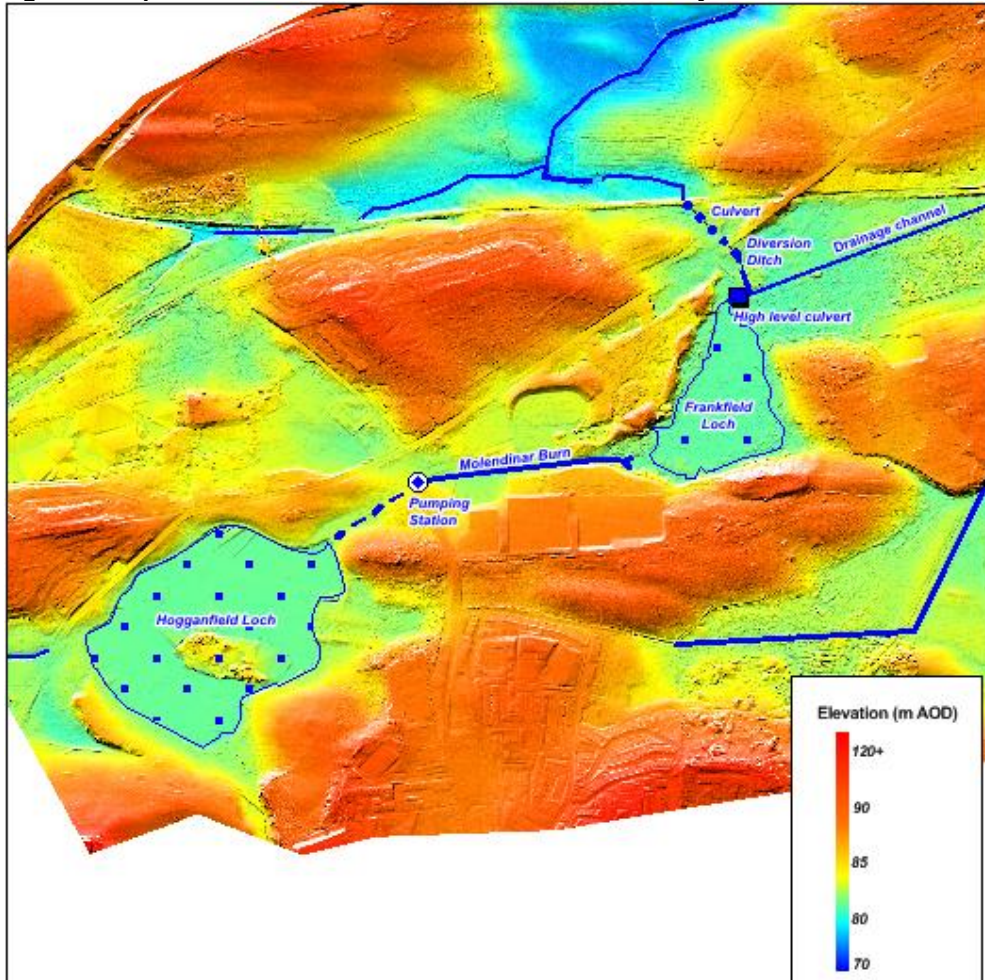 Culvert
Diversion
Ditch
Drainage channel
High level culvert
Frankfield
Loch
Molendinar Burn
Pumping
Station
Hogganfield Loch
Elevation (m AOD)
120+
90
85
80
70